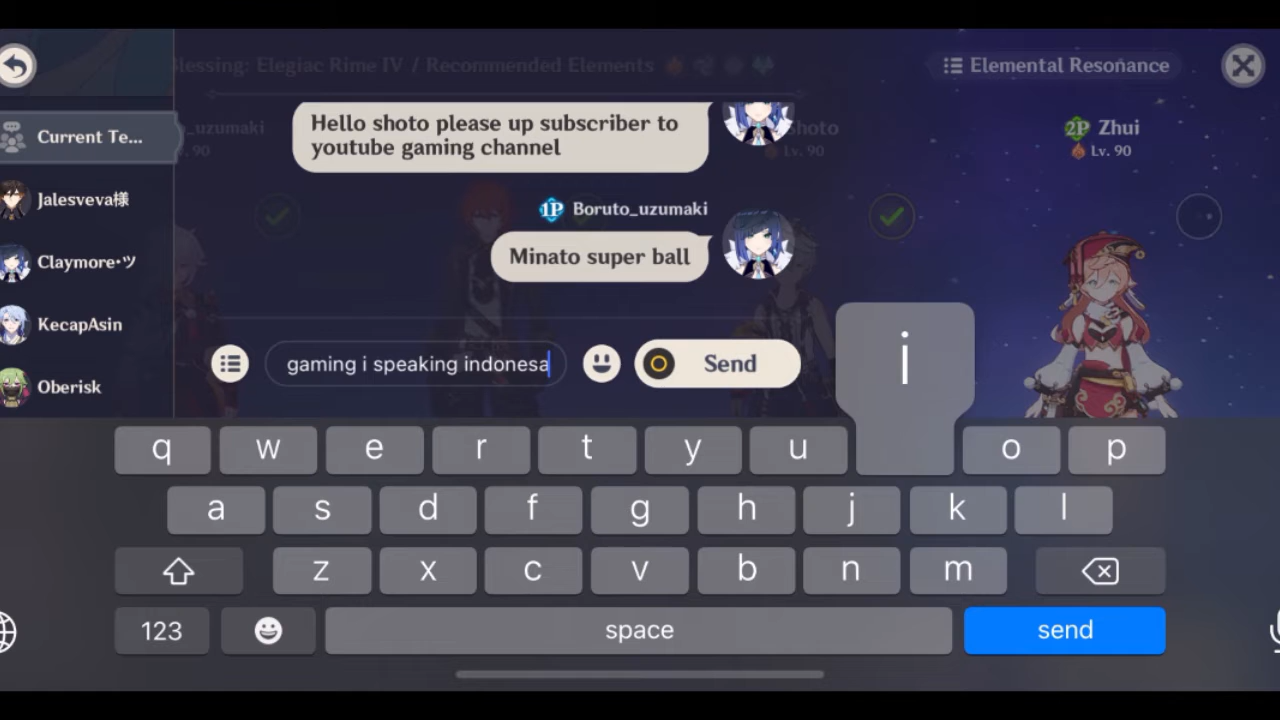 lessing: Elegiac Rime IV / Recommended Elements
Elemental Resonance
Current Te...
Jalesveva様
Claymore•ツ
KecapAsin
Oberisk
_uzumaki
. 90
Hello shoto please up subscriber to
youtube gaming channel
1P Boruto_uzumaki
Minato super ball
Shoto
Lv. 90
2P Zhui
Lv. 90
gaming i speaking indonesa
Send
i
q w e r t y u o p
a s d f g h j k l
z x c v b n m
123 space send